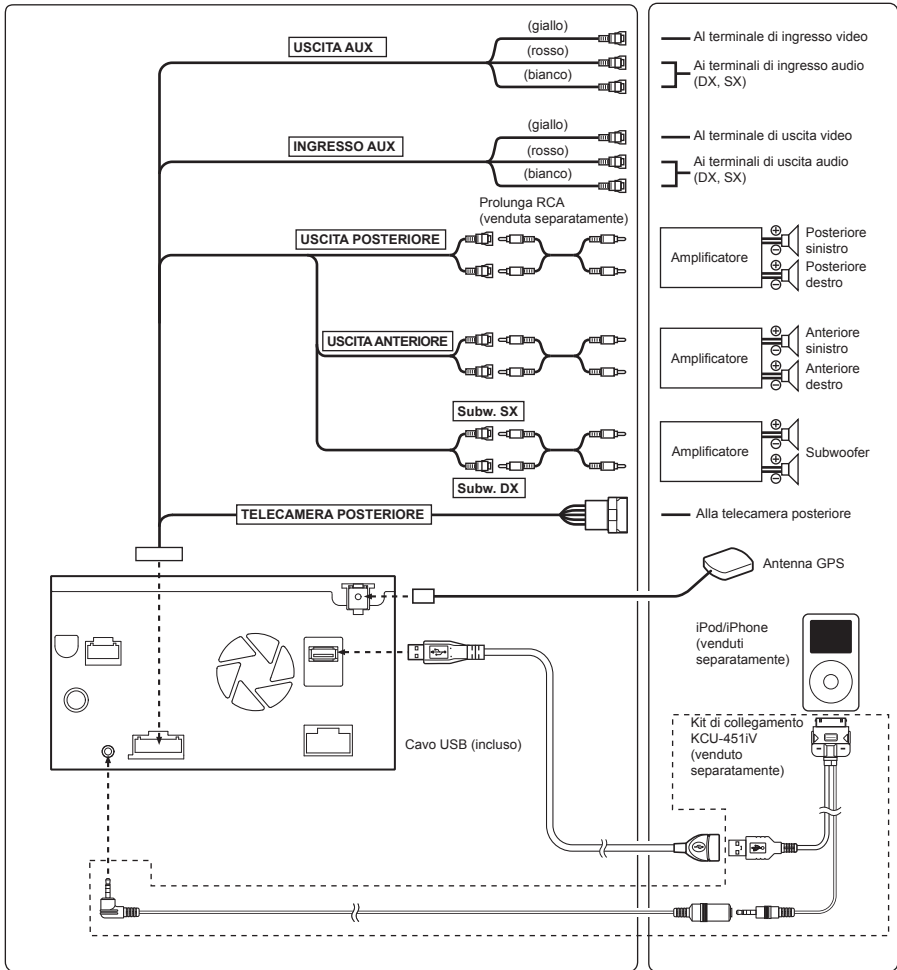 USCITA AUX
(giallo)
(rosso)
(bianco)
Al terminale di ingresso video
Ai terminali di ingresso audio
(DX, SX)
INGRESSO AUX
(giallo)
(rosso)
(bianco)
Al terminale di uscita video
Ai terminali di uscita audio
(DX, SX)
Prolunga RCA
(venduta separatamente)
USCITA POSTERIORE
Amplificatore
Posteriore
sinistro
Posteriore
destro
USCITA ANTERIORE
Amplificatore
Anteriore
sinistro
Anteriore
destro
Subw. SX
Subw. DX
Amplificatore
Subwoofer
TELECAMERA POSTERIORE
Alla telecamera posteriore
Antenna GPS
iPod/iPhone
(venduti
separatamente)
Cavo USB (incluso)
Kit di collegamento
KCU-451iV
(venduto
separatamente)